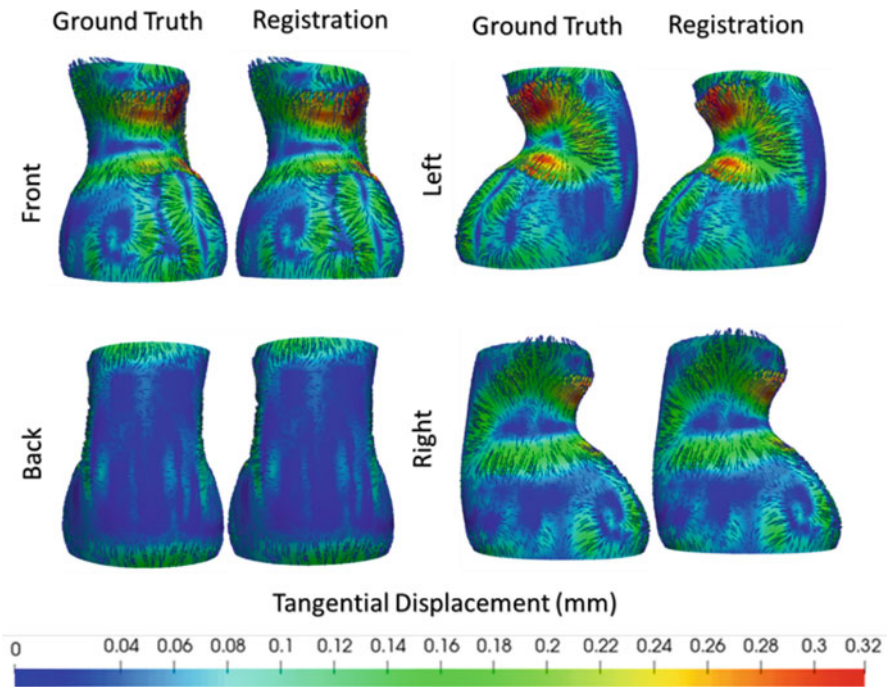 Ground Truth Registration Ground Truth Registration
Front Left
Back Right
Tangential Displacement (mm)
0 0.04 0.06 0.08 0.1 0.12 0.14 0.16 0.18 0.2 0.22 0.24 0.26 0.28 0.3 0.32